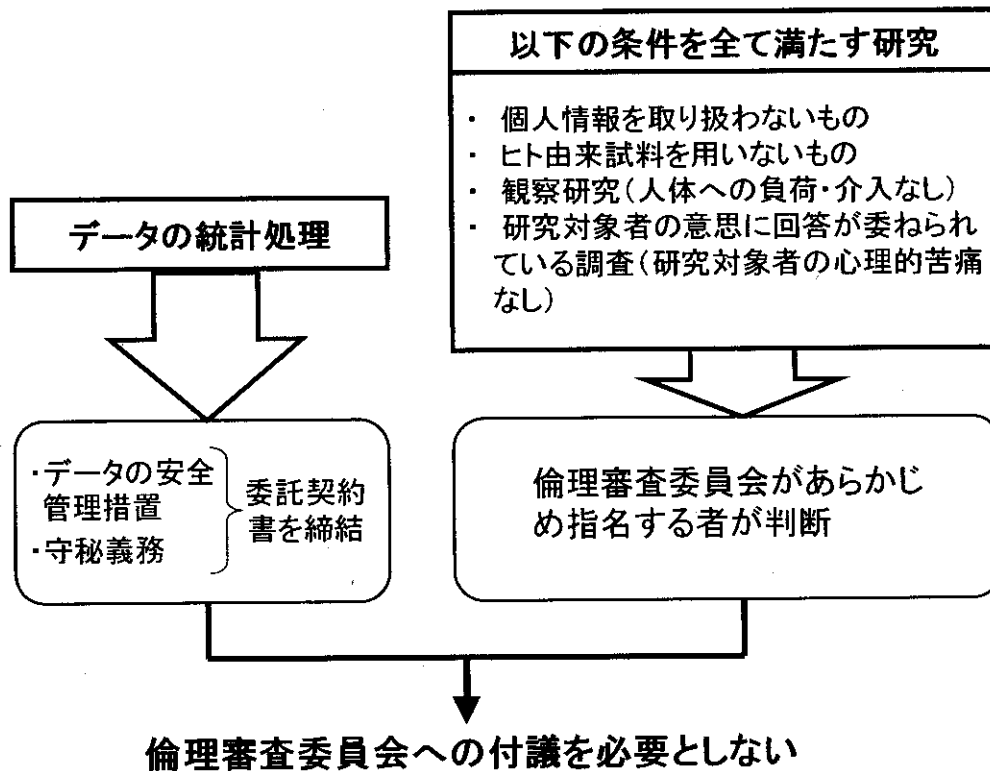 以下の条件を全て満たす研究
・ 個人情報を取り扱わないもの
・ ヒト由来試料を用いないもの
・ 観察研究(人体への負荷・介入なし)
・ 研究対象者の意思に回答が委ねられ
ている調査(研究対象者の心理的苦痛
なし)
データの統計処理
・データの安全
管理措置
・守秘義務
委託契約
書を締結
倫理審査委員会があらかじ
め指名する者が判断
倫理審査委員会への付議を必要としない